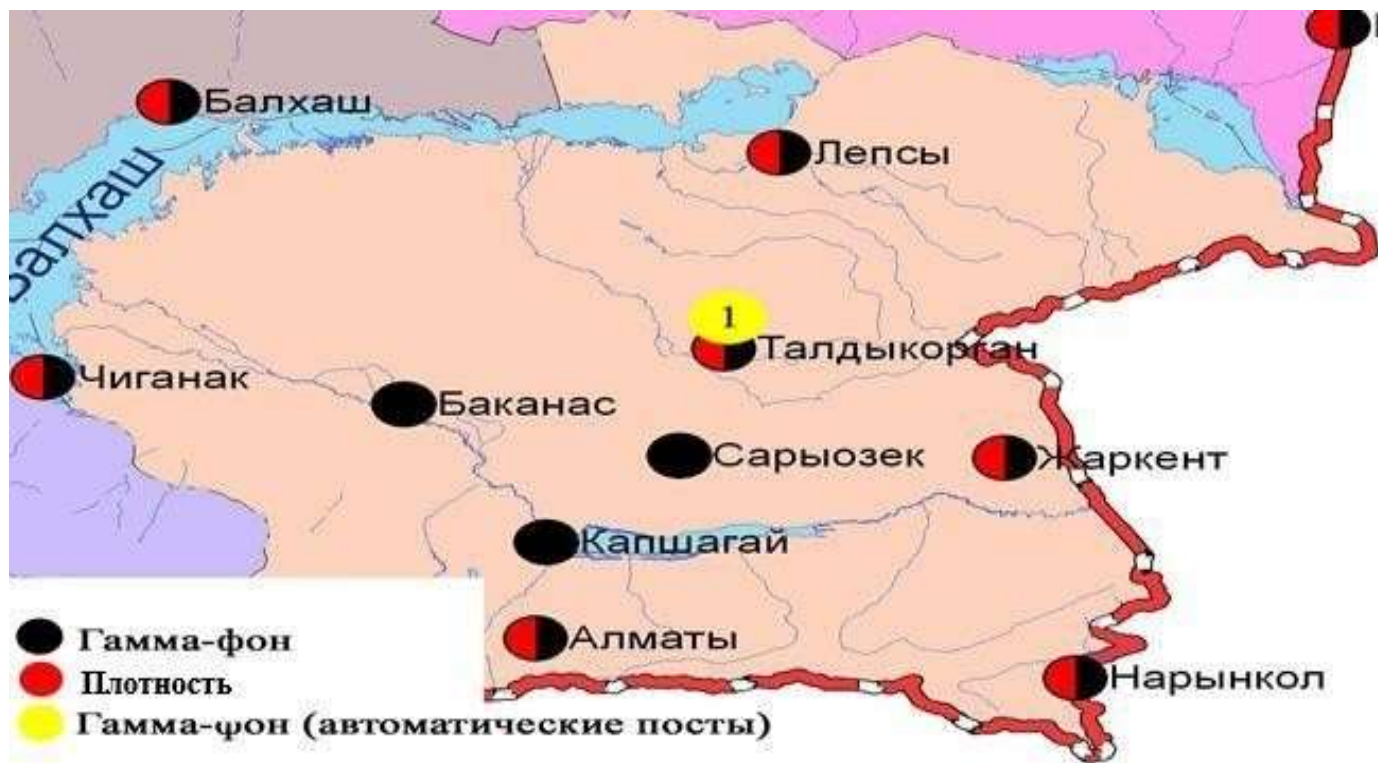 Балхаш
Лепсы
Балхаш
1
Талдыкорган
Чиганак
Баканас
Сарыозек
Жаркент
Капшагай
Алматы
Нарынкол
Гамма-фон
Плотность
Гамма-фон (автоматические посты)